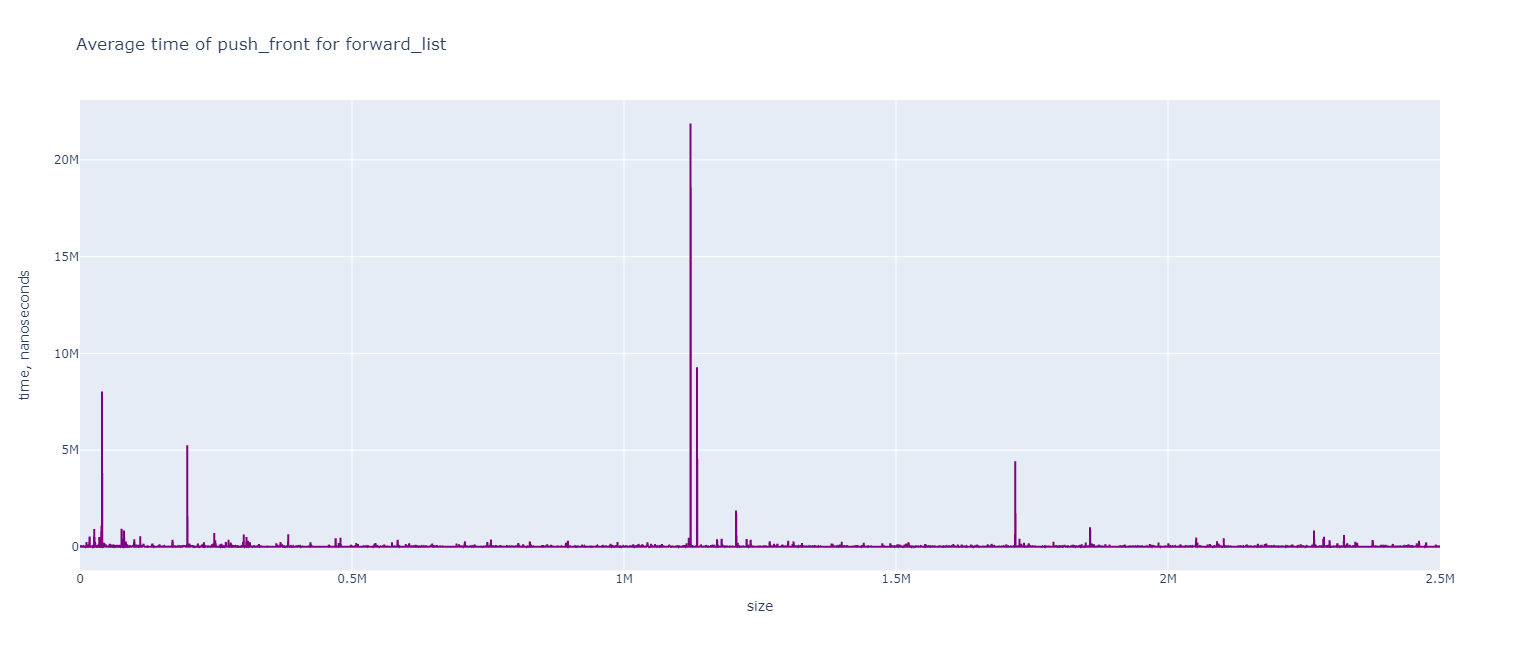 Average time of push_front for forward_list
20M
15M
10M
5M
0
time, nanoseconds
0
0.5M
1M
1.5M
2M
2.5M
size